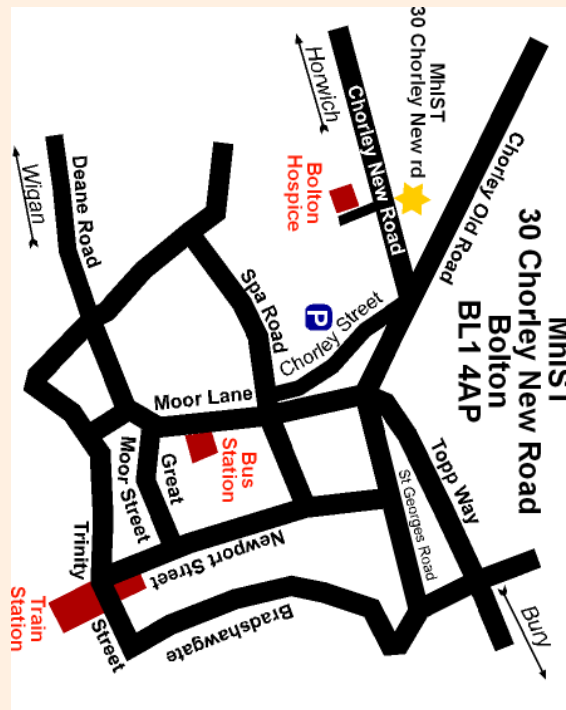 MhIST
30 Chorley New Road
Bolton
BL1 4AP
MhIST
30 Chorley New rd
Horwich
Chorley New Road
Chorley Old Road
Bolton
Hospice
Wigan
Deane Road
Spa Road
P
Chorley Street
Moor Lane
Bus
Station
Topp Way
St Georges Road
Great
Moor Street
Newport Street
Trinity
Street
Train
Station
Bradshawgate
Bury